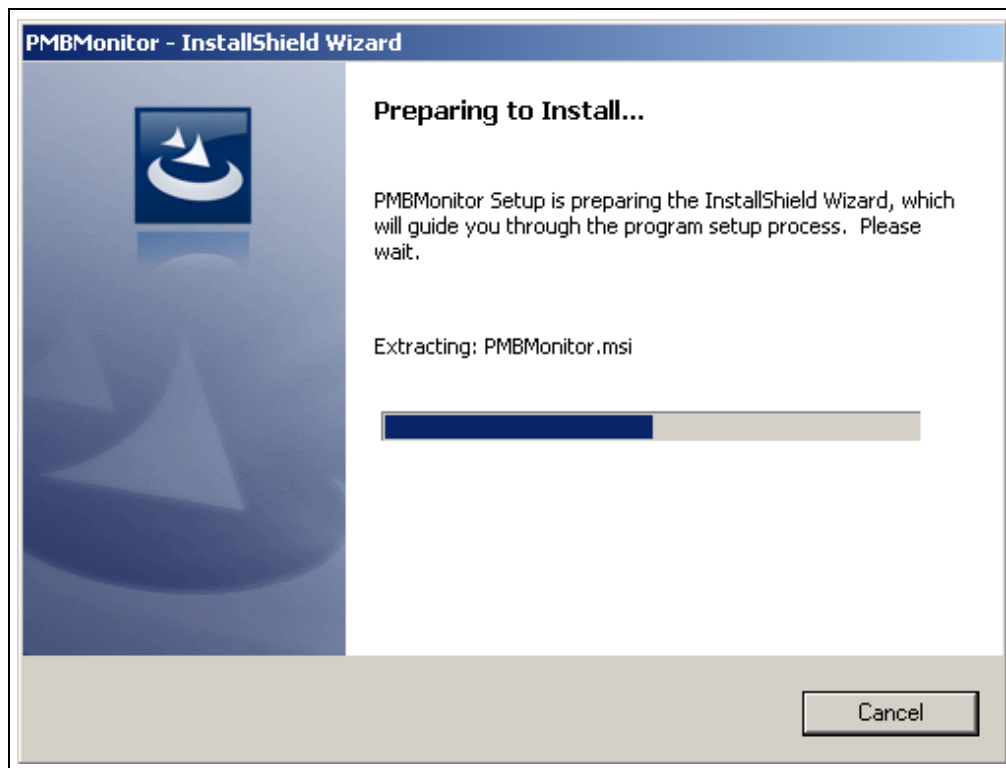 PMBMonitor - InstallShield Wizard
Preparing to Install...
PMBMonitor Setup is preparing the InstallShield Wizard, which
will guide you through the program setup process.  Please
wait.
Extracting: PMBMonitor.msi
Cancel